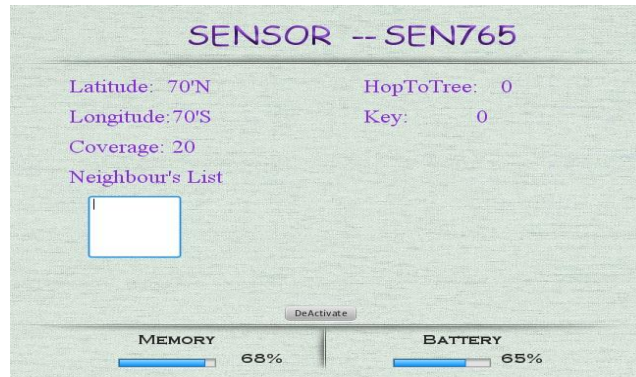 SENSOR -- SEN765
Latitude: 70'N
Longitude:70'S
Coverage: 20
Neighbour's List
HopToTree: 0
Key: 0
DeActivate
MEMORY
68%
BATTERY
65%